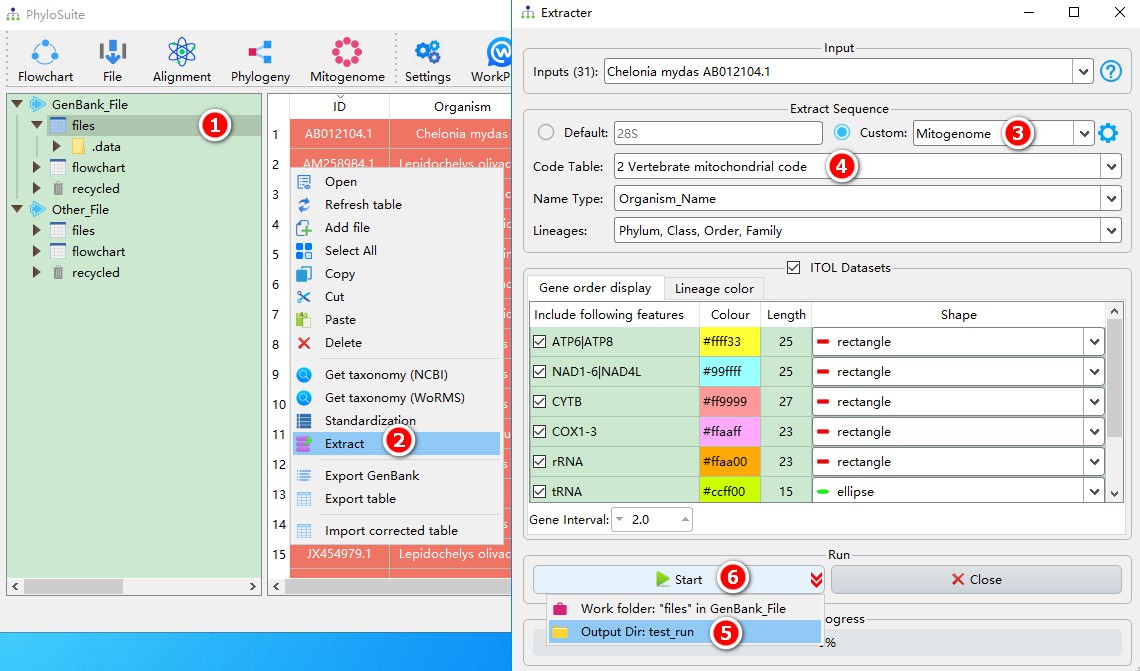 PhyloSuite
Flowchart File Alignment Phylogeny Mitogenome Settings WorkP
GenBank_File
files 1
.data
flowchart
recycled
Other_File
files
flowchart
recycled
ID Organism
1 AB012104.1 Chelonia mydas
2 AM258984.1 Lepidochelys olivac
3
4
5
6
7
8
9
10
11
12
13
14
15 JX454979.1 Lepidochelys olivac
Open
Refresh table
Add file
Select All
Copy
Cut
Paste
Delete
Get taxonomy (NCBI)
Get taxonomy (WoRMS)
Standardization
Extract 2
Export GenBank
Export table
Import corrected table
Extracter
Input
Inputs (31): Chelonia mydas AB012104.1 ?
Extract Sequence
Default: 28S Custom: Mitogenome 3
Code Table: 2 Vertebrate mitochondrial code 4
Name Type: Organism_Name
Lineages: Phylum, Class, Order, Family
ITOL Datasets
Gene order display Lineage color
Include following features Colour Length Shape
ATP6|ATP8 #ffff33 25 rectangle
NAD1-6|NAD4L #99ffff 25 rectangle
CYTB #ff9999 27 rectangle
COX1-3 #ffaaff 23 rectangle
rRNA #ffaa00 23 rectangle
tRNA #ccff00 15 ellipse
Gene Interval: 2.0
Run
Start 6 Close
Work folder: "files" in GenBank_File
Output Dir: test_run 5
ogress
%